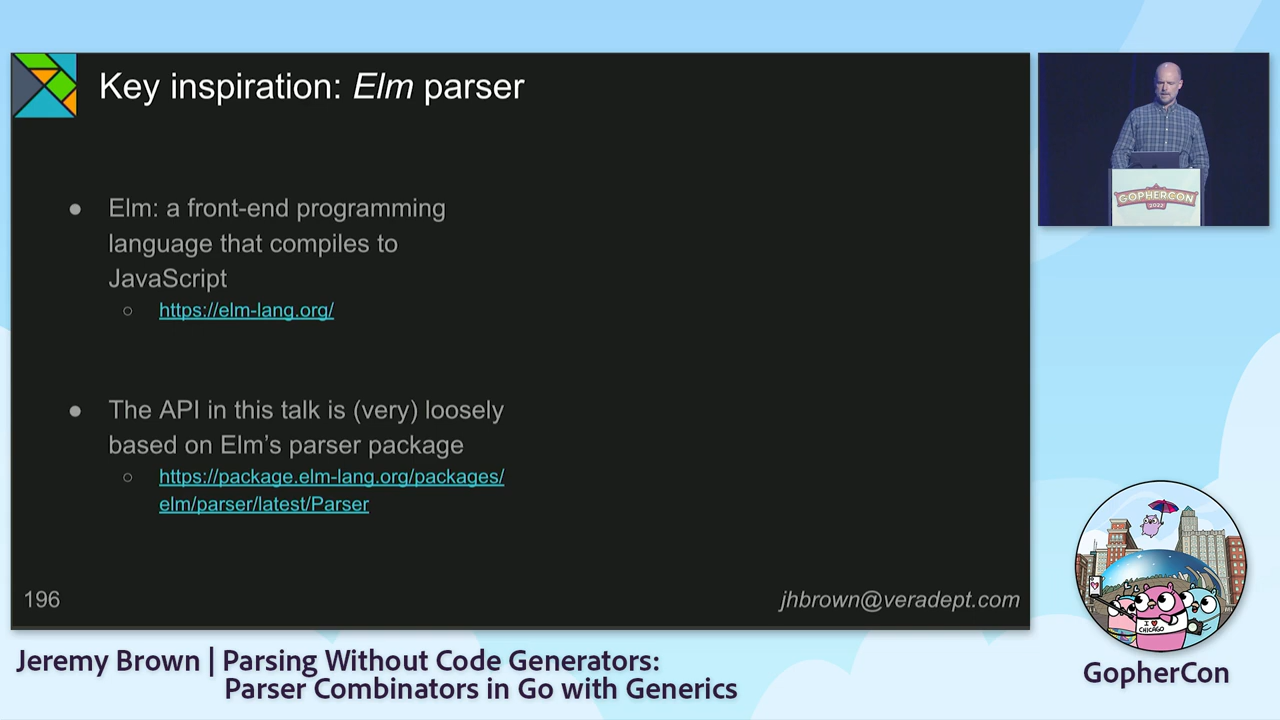 Key inspiration: Elm parser
● Elm: a front-end programming
language that compiles to
JavaScript
○ https://elm-lang.org/
● The API in this talk is (very) loosely
based on Elm’s parser package
○ https://package.elm-lang.org/packages/
elm/parser/latest/Parser
196
jhbrown@veradept.com
GOPHERCON
2022
I ♥
CHICAGO
GopherCon
Jeremy Brown | Parsing Without Code Generators:
Parser Combinators in Go with Generics